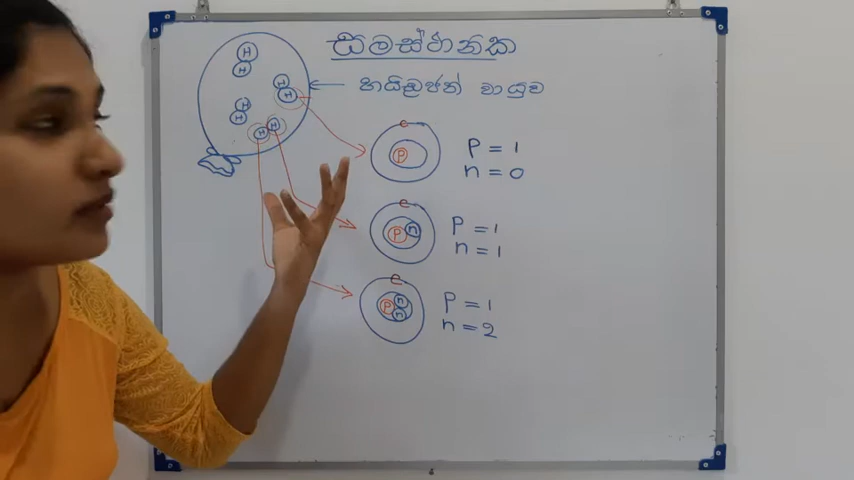 සමස්ථානික
හයිඩ්‍රජන් වායුව
H
H
H
H
H
H
H
H
e
P
P = 1
n = 0
e
P n
P = 1
n = 1
e
P n
n
P = 1
n = 2